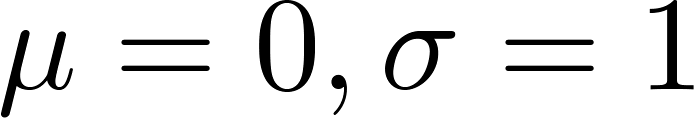 μ = 0, σ = 1